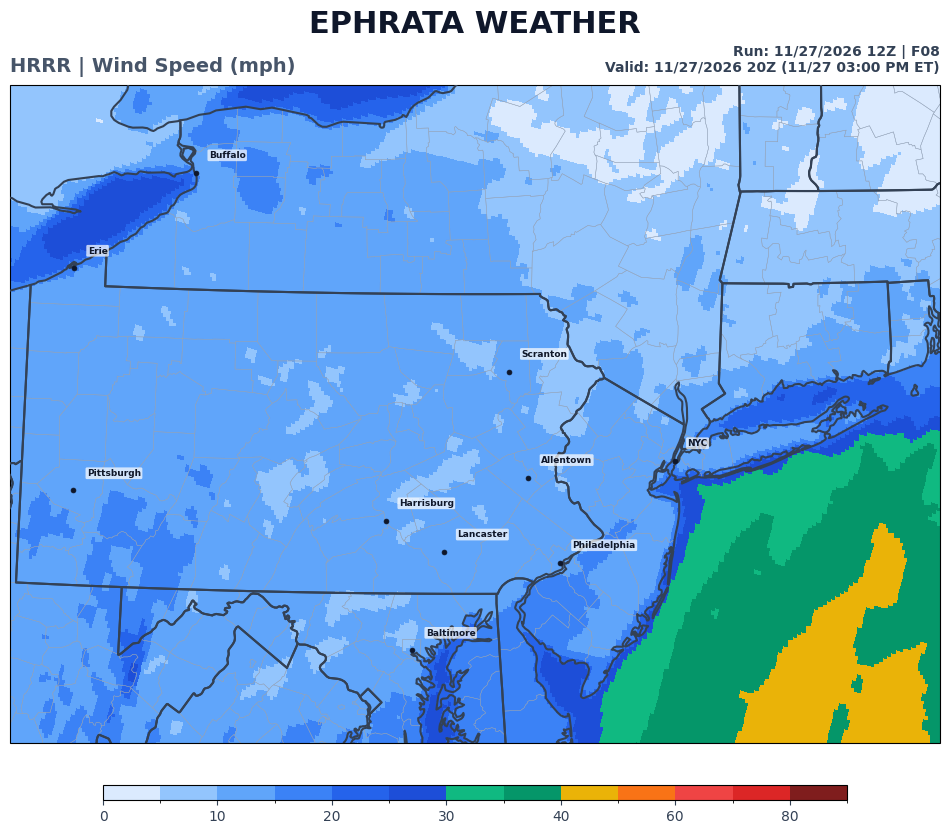 EPHRATA WEATHER
HRRR | Wind Speed (mph)
Run: 11/27/2026 12Z | F08
Valid: 11/27/2026 20Z (11/27 03:00 PM ET)
Buffalo
Erie
Scranton
NYC
Allentown
Pittsburgh
Harrisburg
Lancaster
Philadelphia
Baltimore
0 10 20 30 40 50 60 70 80